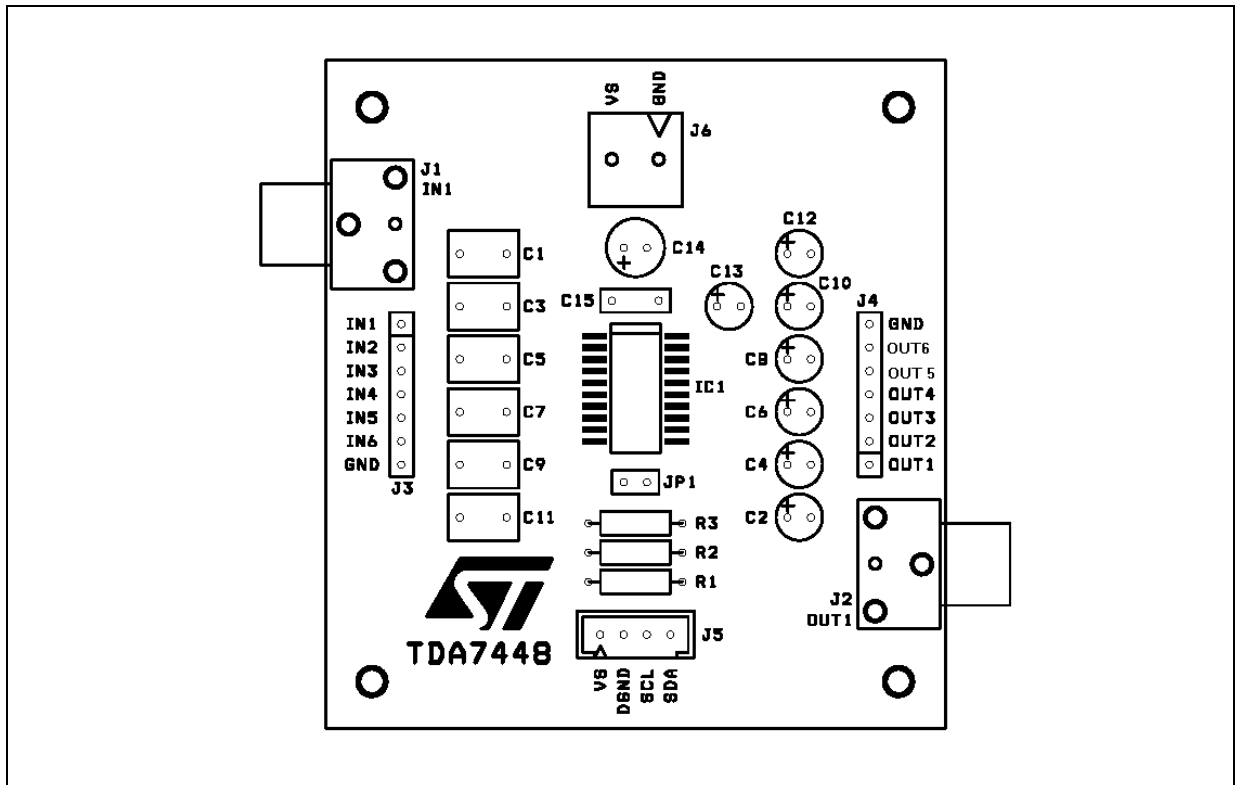 VS
GND
J6
J1
IN1
C12
C1
C14
C13
C10
C3
C15
J4
IN1
GND
IN2
OUT6
IN3
C5
IC1
C8
OUT 5
IN4
OUT4
IN5
C7
C6
OUT3
IN6
OUT2
GND
C9
C4
OUT1
J3
JP1
C11
R3
C2
R2
ST
R1
J2
OUT1
TDA7448
J5
VS
DGND
SCL
SDA